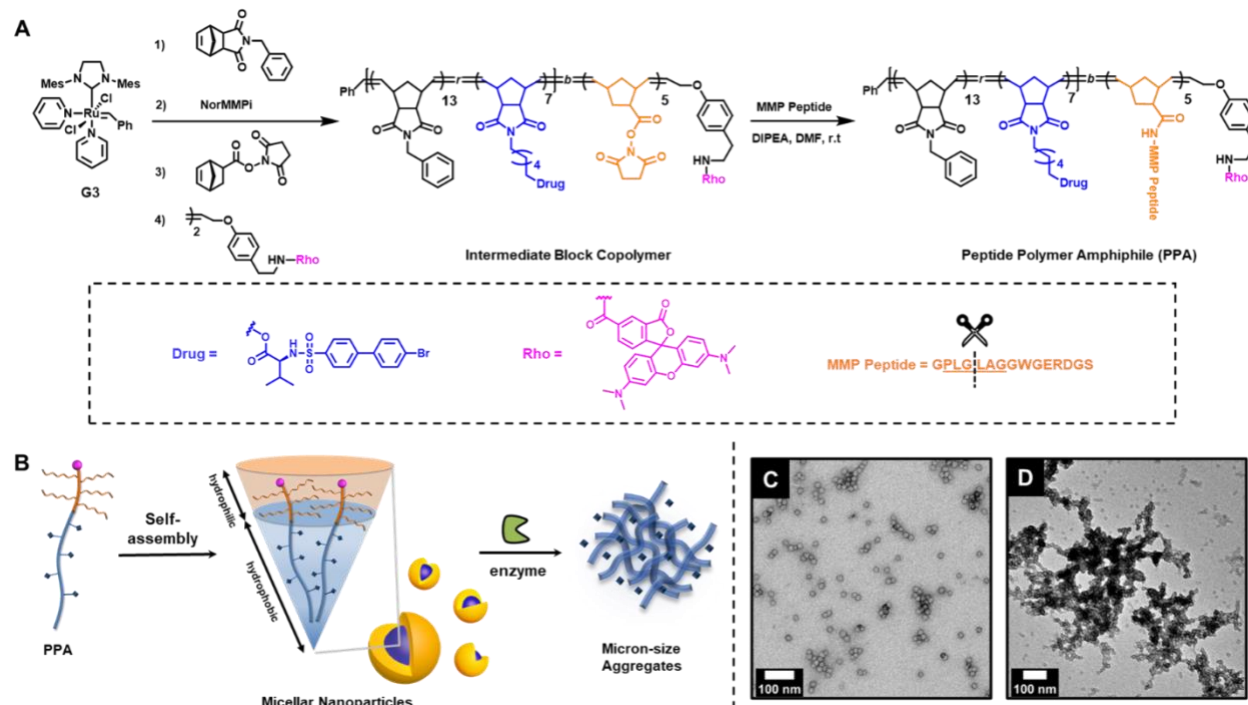 A
1)
Mes-N N-Mes
Cl
Ru
Ph
Cl
N
N
G3
O
N
O
2)
NorMMPi
3)
O
O
O-N
O
4)
2
O
HN-Rho
Ph
13
r
7
b
5
O
O N O
O N O
4
Drug
O
O
O N O
O
HN
Rho
Intermediate Block Copolymer
MMP Peptide
DIPEA, DMF, r.t
Ph
13
r
7
b
5
O
O N O
O N O
4
Drug
O
HN-MMP Peptide
HN
Rho
Peptide Polymer Amphiphile (PPA)
Drug =
O
O
H
N
O
S
O
Br
Rho =
O
O
O
O
N
N
MMP Peptide = GPLGLAGGWGERDGS
B
PPA
Self-
assembly
hydrophilic
hydrophobic
Micellar Nanoparticles
enzyme
Micron-size
Aggregates
C
100 nm
D
100 nm